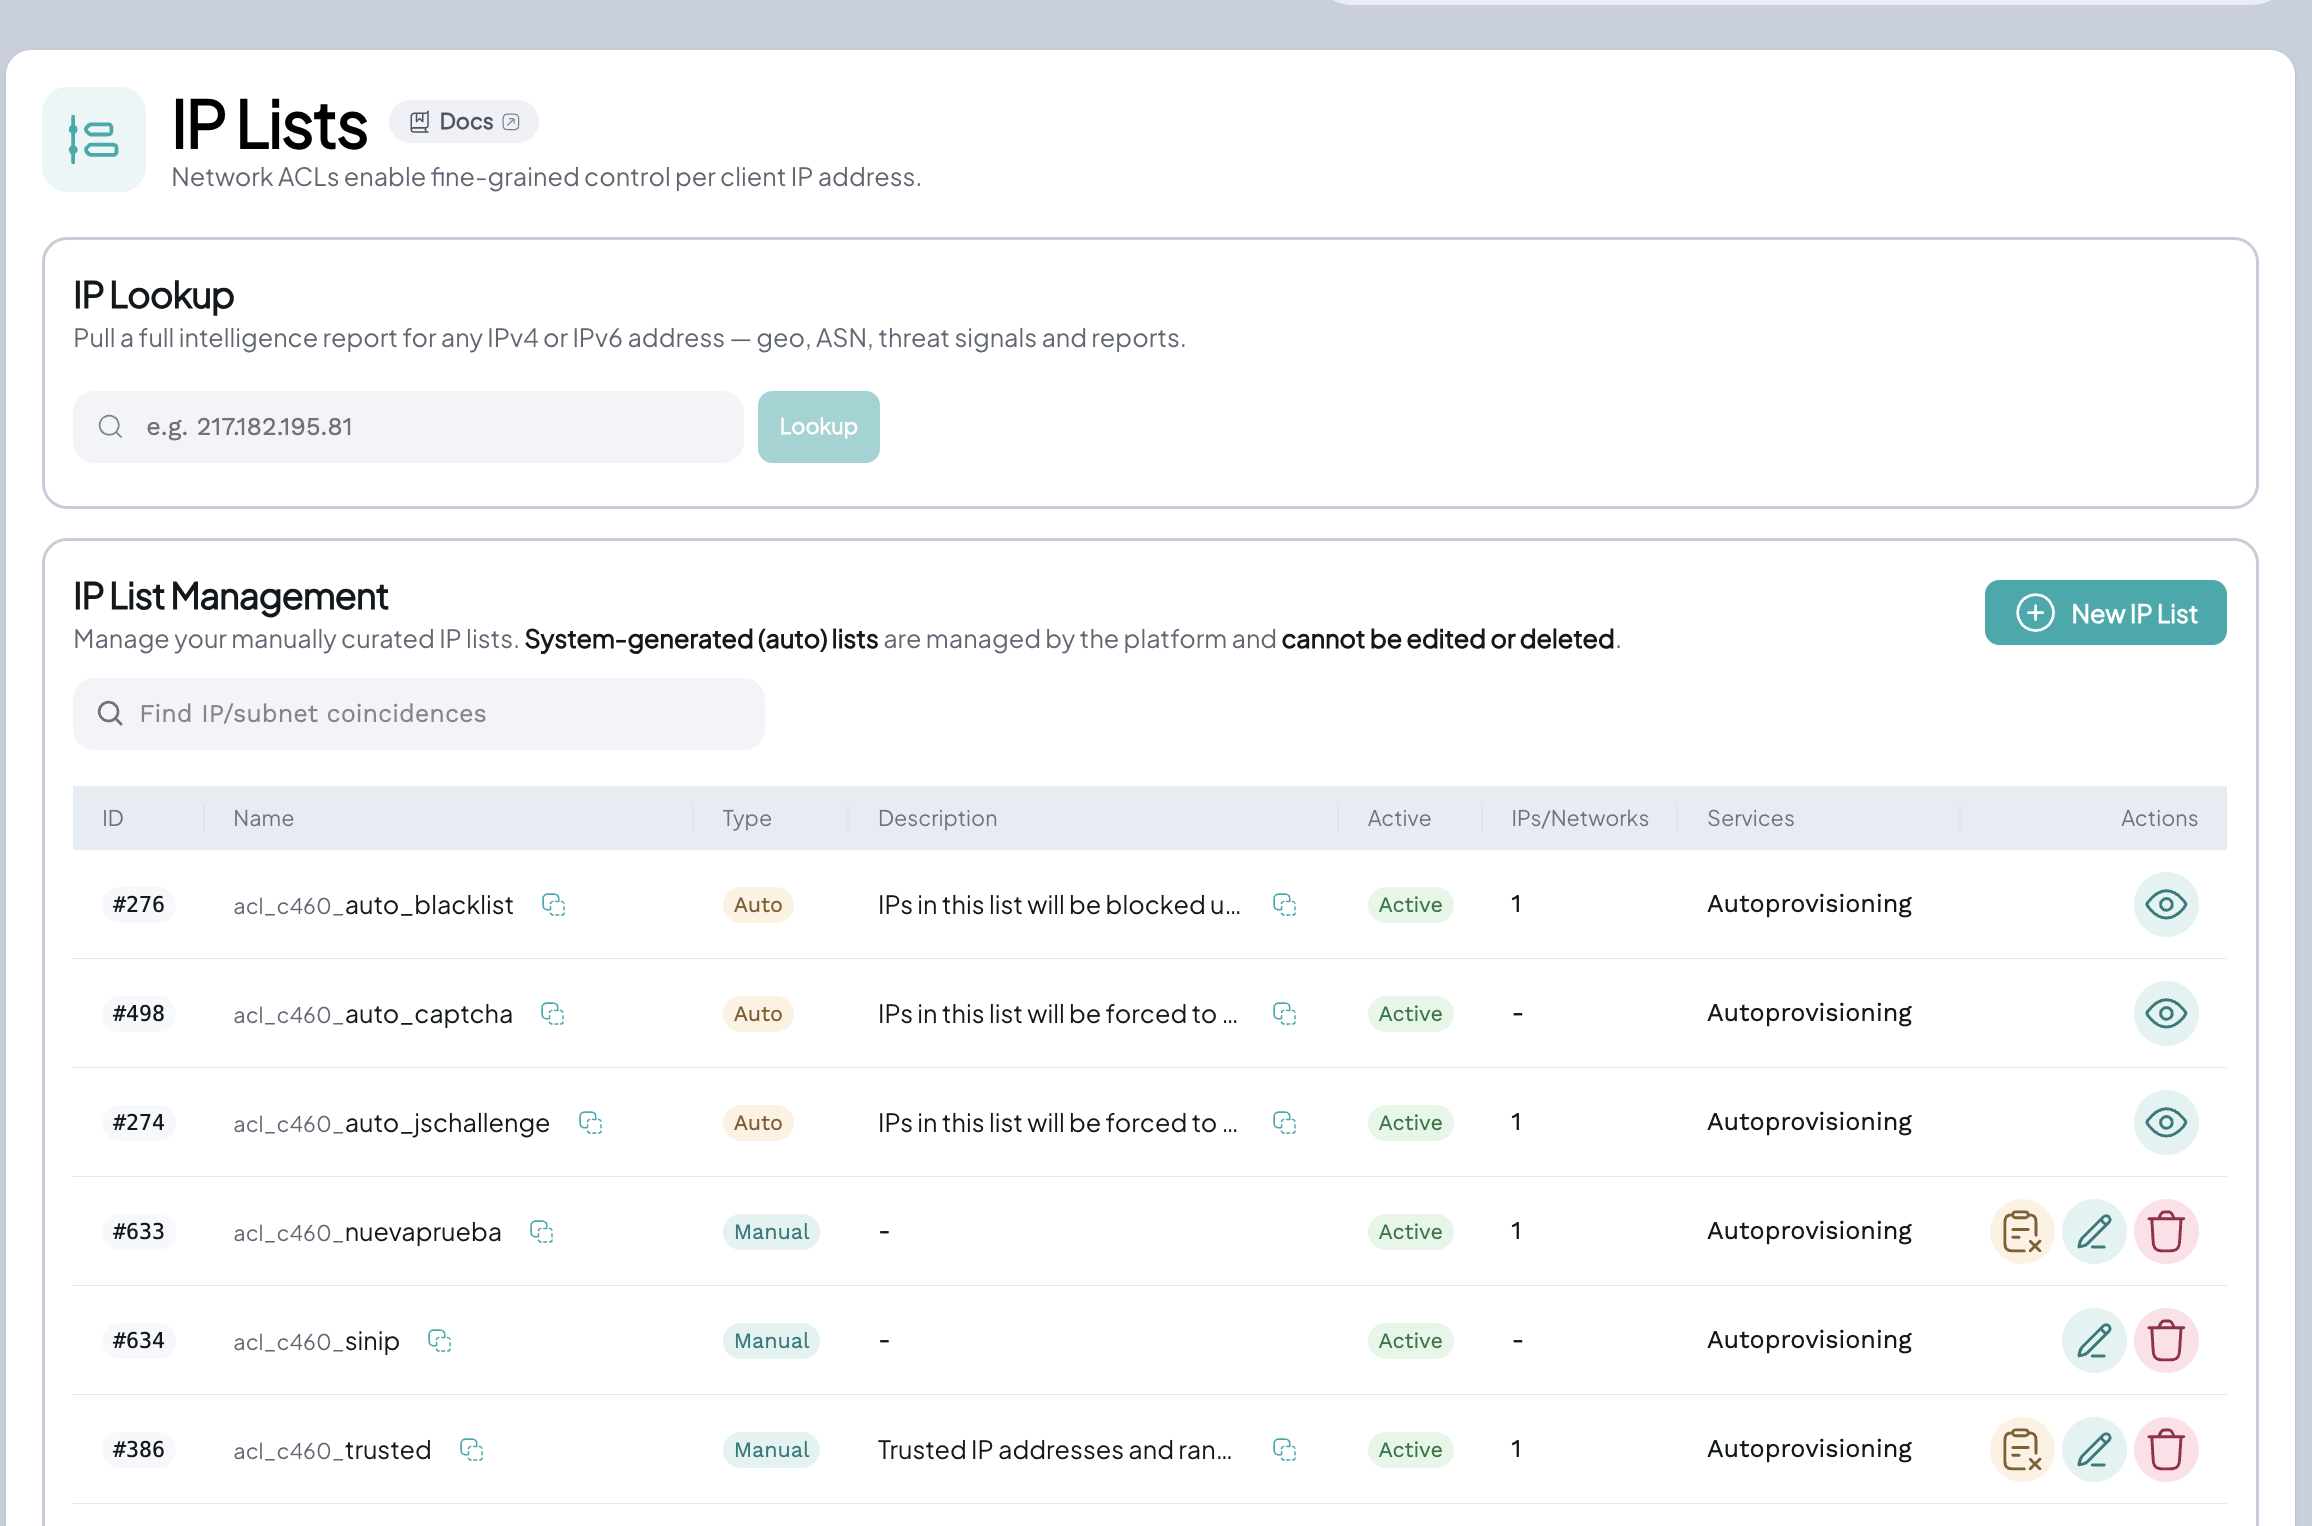 IP Lists
Docs
Network ACLs enable fine-grained control per client IP address.
IP Lookup
Pull a full intelligence report for any IPv4 or IPv6 address — geo, ASN, threat signals and reports.
e.g. 217.182.195.81
Lookup
IP List Management
New IP List
Manage your manually curated IP lists. System-generated (auto) lists are managed by the platform and cannot be edited or deleted.
Find IP/subnet coincidences
ID Name Type Description Active IPs/Networks Services Actions
#276 acl_c460_auto_blacklist Auto IPs in this list will be blocked u... Active 1 Autoprovisioning
#498 acl_c460_auto_captcha Auto IPs in this list will be forced to ... Active - Autoprovisioning
#274 acl_c460_auto_jschallenge Auto IPs in this list will be forced to ... Active 1 Autoprovisioning
#633 acl_c460_nuevaprueba Manual - Active 1 Autoprovisioning
#634 acl_c460_sinip Manual - Active - Autoprovisioning
#386 acl_c460_trusted Manual Trusted IP addresses and ran... Active 1 Autoprovisioning